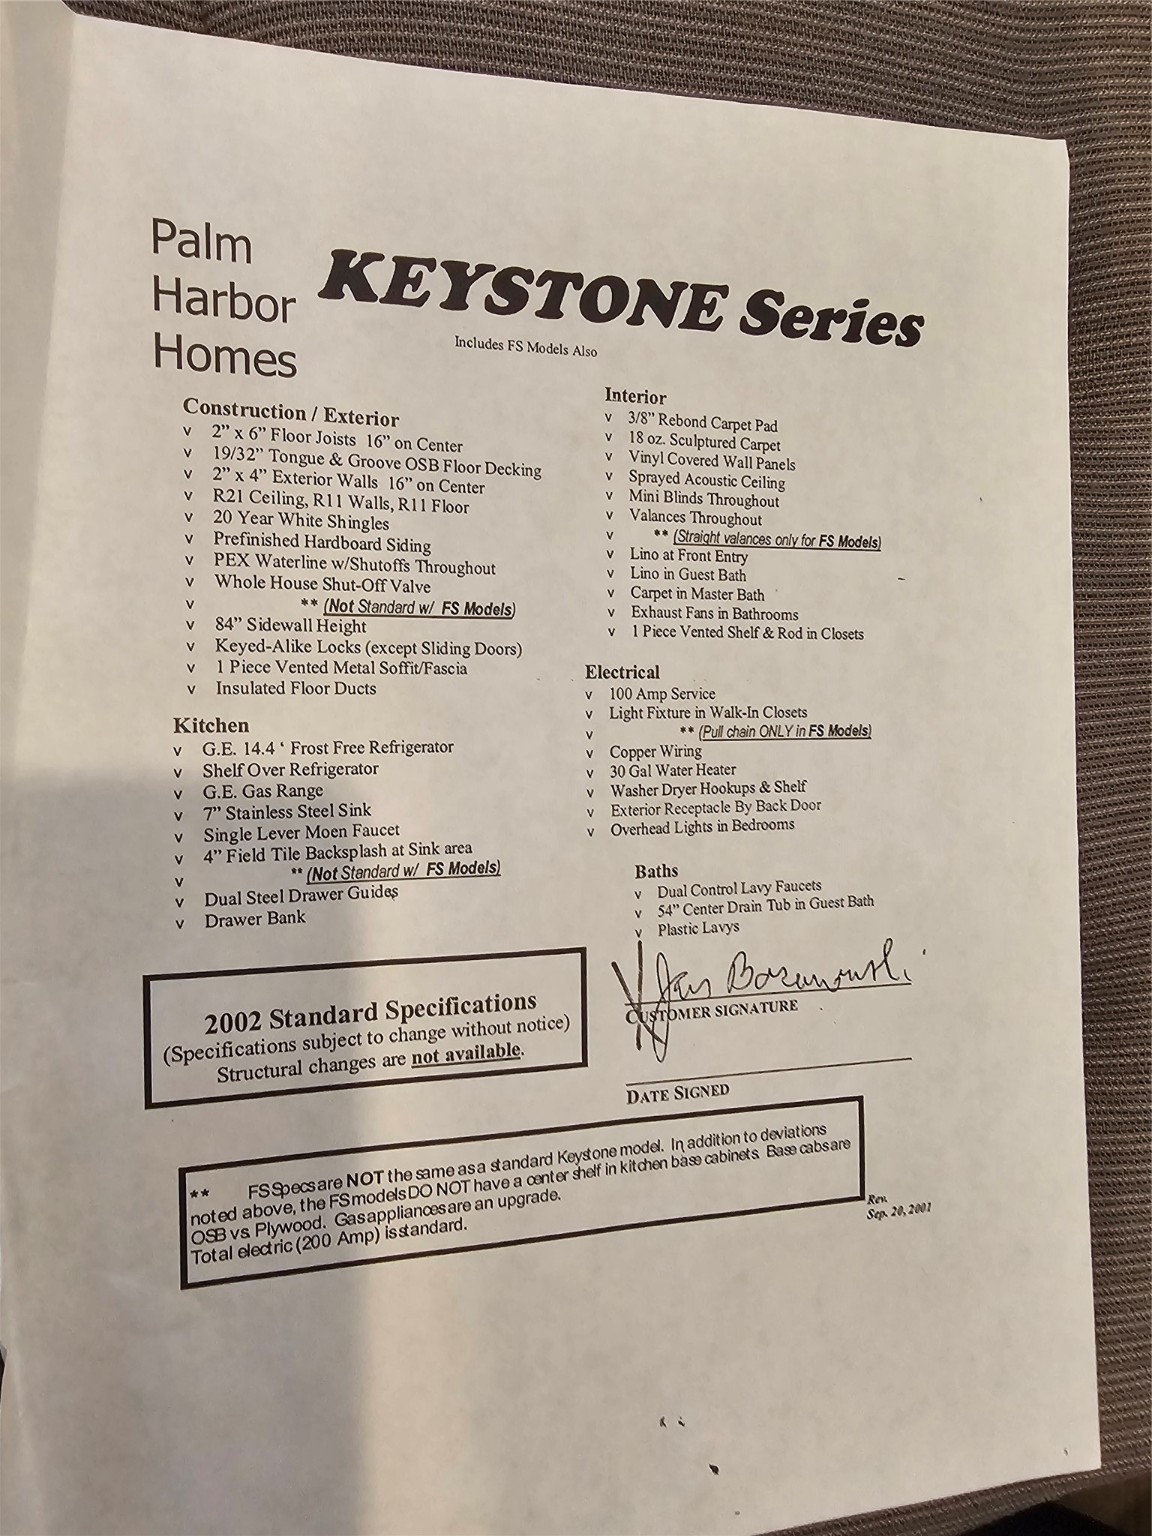 Palm
Harbor
Homes
KEYSTONE Series
Includes FS Models Also
Construction / Exterior
v 2" x 6" Floor Joists 16" on Center
v 19/32" Tongue & Groove OSB Floor Decking
v 2" x 4" Exterior Walls 16" on Center
v R21 Ceiling, R11 Walls, R11 Floor
v 20 Year White Shingles
v Prefinished Hardboard Siding
v PEX Waterline w/Shutoffs Throughout
v Whole House Shut-Off Valve
v ** (Not Standard w/ FS Models)
v 84" Sidewall Height
v Keyed-Alike Locks (except Sliding Doors)
v 1 Piece Vented Metal Soffit/Fascia
v Insulated Floor Ducts
Kitchen
v G.E. 14.4 ‘ Frost Free Refrigerator
v Shelf Over Refrigerator
v G.E. Gas Range
v 7" Stainless Steel Sink
v Single Lever Moen Faucet
v 4" Field Tile Backsplash at Sink area
v ** (Not Standard w/ FS Models)
v Dual Steel Drawer Guides
v Drawer Bank
Interior
v 3/8" Rebond Carpet Pad
v 18 oz. Sculptured Carpet
v Vinyl Covered Wall Panels
v Sprayed Acoustic Ceiling
v Mini Blinds Throughout
v Valances Throughout
v ** (Straight valances only for FS Models)
v Lino at Front Entry
v Lino in Guest Bath
v Carpet in Master Bath
v Exhaust Fans in Bathrooms
v 1 Piece Vented Shelf & Rod in Closets
Electrical
v 100 Amp Service
v Light Fixture in Walk-In Closets
v ** (Pull chain ONLY in FS Models)
v Copper Wiring
v 30 Gal Water Heater
v Washer Dryer Hookups & Shelf
v Exterior Receptacle By Back Door
v Overhead Lights in Bedrooms
Baths
v Dual Control Lavy Faucets
v 54" Center Drain Tub in Guest Bath
v Plastic Lavys
CUSTOMER SIGNATURE
DATE SIGNED
2002 Standard Specifications
(Specifications subject to change without notice)
Structural changes are not available.
** FS Specs are NOT the same as a standard Keystone model. In addition to deviations
noted above, the FS models DO NOT have a center shelf in kitchen base cabinets. Base cabs are
OSB vs. Plywood. Gas appliances are an upgrade.
Total electric (200 Amp) is standard.
Rev.
Sep. 20, 2001